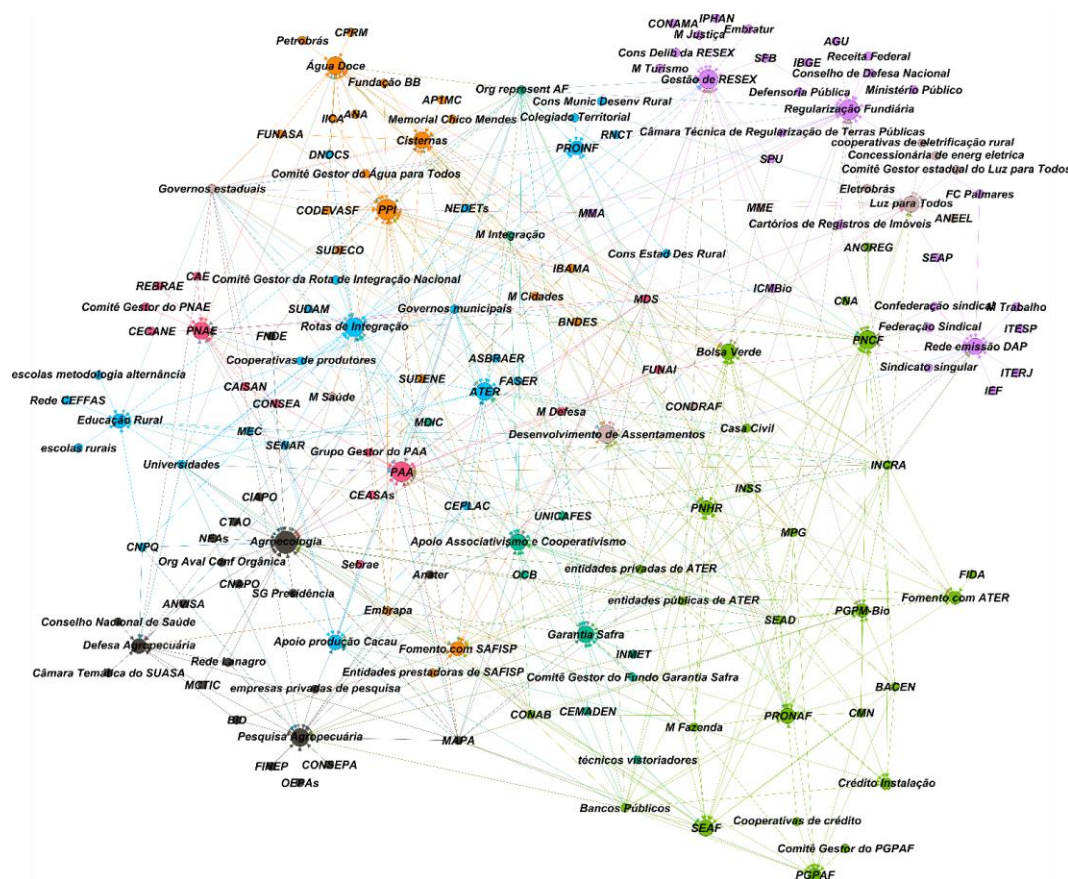 CONAMA
IPHAN
M Justiça
Embratur
CPRM
Petrobrás
AGU
Cons Delib da RESEX
SFB
IBGE
Receita Federal
Água Doce
M Turismo
Conselho de Defesa Nacional
Fundação BB
Gestão de RESEX
Defensoria Pública
Ministério Público
Org represent AF
AP1MC
Cons Munic Desenv Rural
Regularização Fundiária
IICA
ANA
Memorial Chico Mendes
Colegiado Territorial
FUNASA
Cisternas
RNCT
Câmara Técnica de Regularização de Terras Públicas
PROINF
cooperativas de eletrificação rural
DNOCS
SPU
Concessionária de energ eletrica
Comitê Gestor do Água para Todos
Comitê Gestor estadual do Luz para Todos
Governos estaduais
Eletrobrás
FC Palmares
CODEVASF
PPI
NEDETs
MMA
MME
Luz para Todos
ANEEL
Cartórios de Registros de Imóveis
M Integração
SUDECO
Cons Estad Des Rural
ANOREG
SEAP
CAE
Comitê Gestor da Rota de Integração Nacional
IBAMA
REBRAE
ICMBio
M Cidades
MDS
Comitê Gestor do PNAE
SUDAM
Governos municipais
CNA
Confederação sindical
M Trabalho
CECANE
PNAE
FNDE
Rotas de Integração
BNDES
Federação Sindical
ITESP
PNCF
Rede emissão DAP
Cooperativas de produtores
ASBRAER
Bolsa Verde
escolas metodologia alternância
SUDENE
FASER
FUNAI
Sindicato singular
ITERJ
CAISAN
ATER
IEF
Rede CEFFAS
M Saúde
CONSEA
CONDRAF
Educação Rural
MDIC
M Defesa
MEC
Desenvolvimento de Assentamentos
Casa Civil
escolas rurais
SENAR
Grupo Gestor do PAA
Universidades
PAA
INCRA
CIAPO
CEASAs
INSS
CEPLAC
PNHR
CTAO
UNICAFES
NEAs
MPG
CNPQ
Agroecologia
Apoio Associativismo e Cooperativismo
Org Aval Conf Orgânica
Sebrae
Anater
OCB
entidades privadas de ATER
FIDA
CNAPO
SG Presidência
Fomento com ATER
ANVISA
Embrapa
entidades públicas de ATER
PGPM-Bio
Conselho Nacional de Saúde
SEAD
Defesa Agropecuária
Apoio produção Cacau
Fomento com SAFISP
Garantia Safra
Rede Lanagro
INMET
Câmara Temática do SUASA
Entidades prestadoras de SAFISP
Comitê Gestor do Fundo Garantia Safra
MCTIC
empresas privadas de pesquisa
BACEN
BID
CONAB
CEMADEN
PRONAF
CMN
Pesquisa Agropecuária
M Fazenda
MAPA
técnicos vistoriadores
FINEP
CONSEPA
OEPAs
Crédito Instalação
Bancos Públicos
SEAF
Cooperativas de crédito
Comitê Gestor do PGPAF
PGPAF